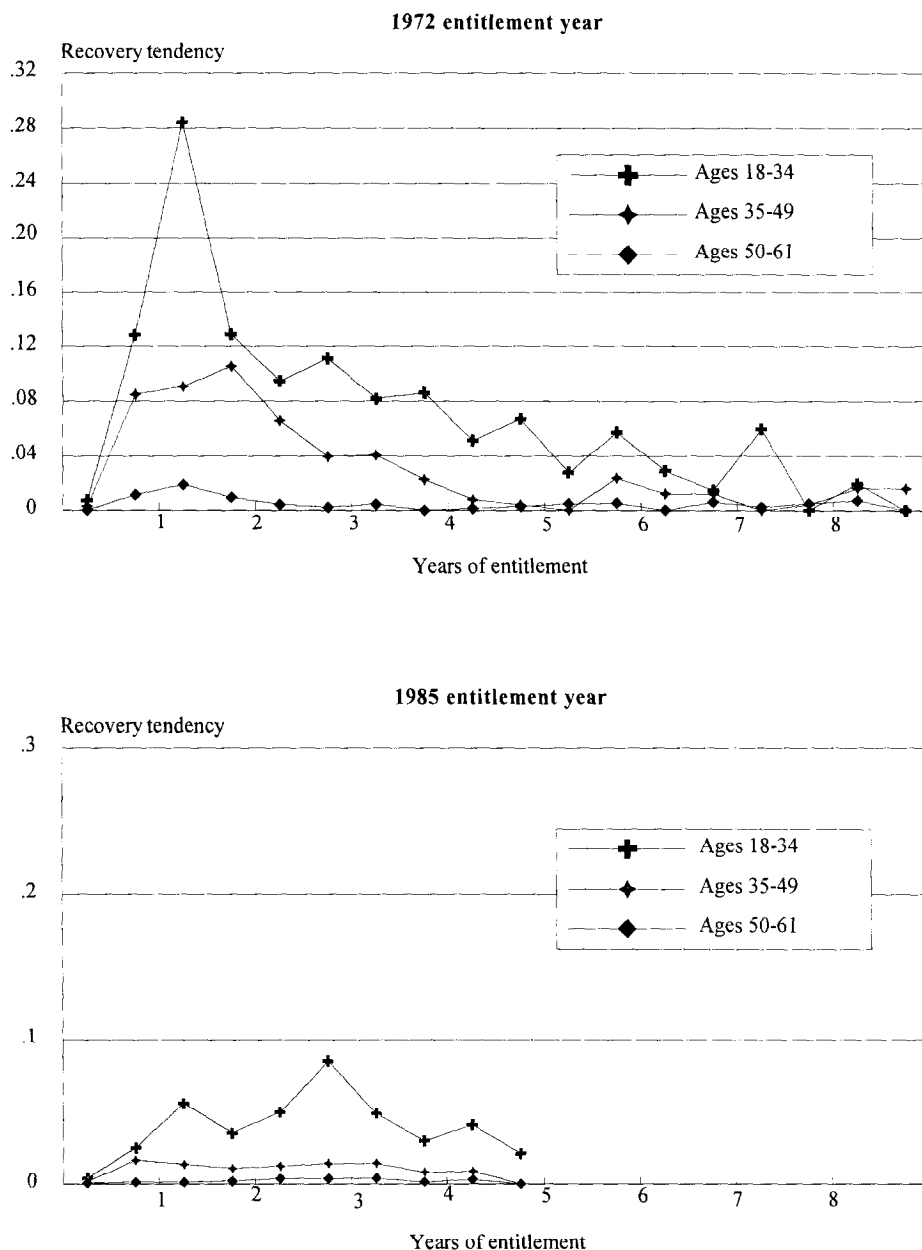 1972 entitlement year
Recovery tendency
.32
.28
.24
.20
.16
.12
.08
.04
0
Ages 18-34
Ages 35-49
Ages 50-61
1 2 3 4 5 6 7 8
Years of entitlement
1985 entitlement year
Recovery tendency
.3
.2
.1
0
Ages 18-34
Ages 35-49
Ages 50-61
1 2 3 4 5 6 7 8
Years of entitlement